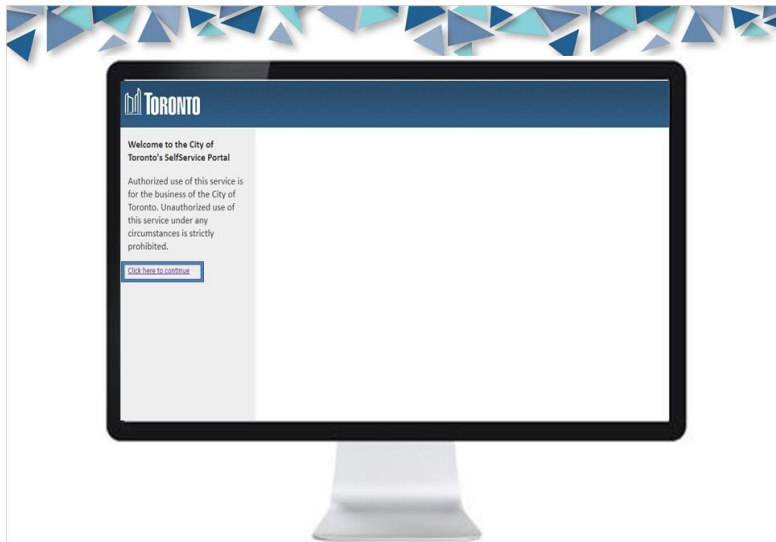 TORONTO
Welcome to the City of
Toronto's SelfService Portal
Authorized use of this service is
for the business of the City of
Toronto. Unauthorized use of
this service under any
circumstances is strictly
prohibited.
Click here to continue